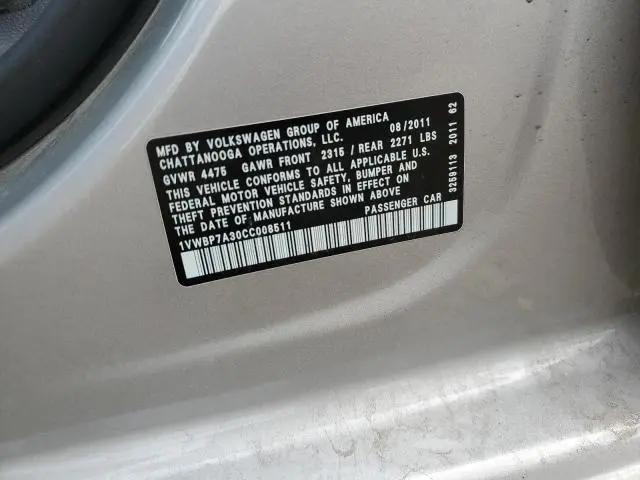 MFD BY VOLKSWAGEN GROUP OF AMERICA
CHATTANOOGA OPERATIONS, LLC. 08/2011
GVWR 4475 GAWR FRONT 2315 / REAR 2271 LBS
THIS VEHICLE CONFORMS TO ALL APPLICABLE U.S.
FEDERAL MOTOR VEHICLE SAFETY, BUMPER AND
THEFT PREVENTION STANDARDS IN EFFECT ON
THE DATE OF MANUFACTURE SHOWN ABOVE
1VWBP7A30CC008511 PASSENGER CAR
3259113 2011 62